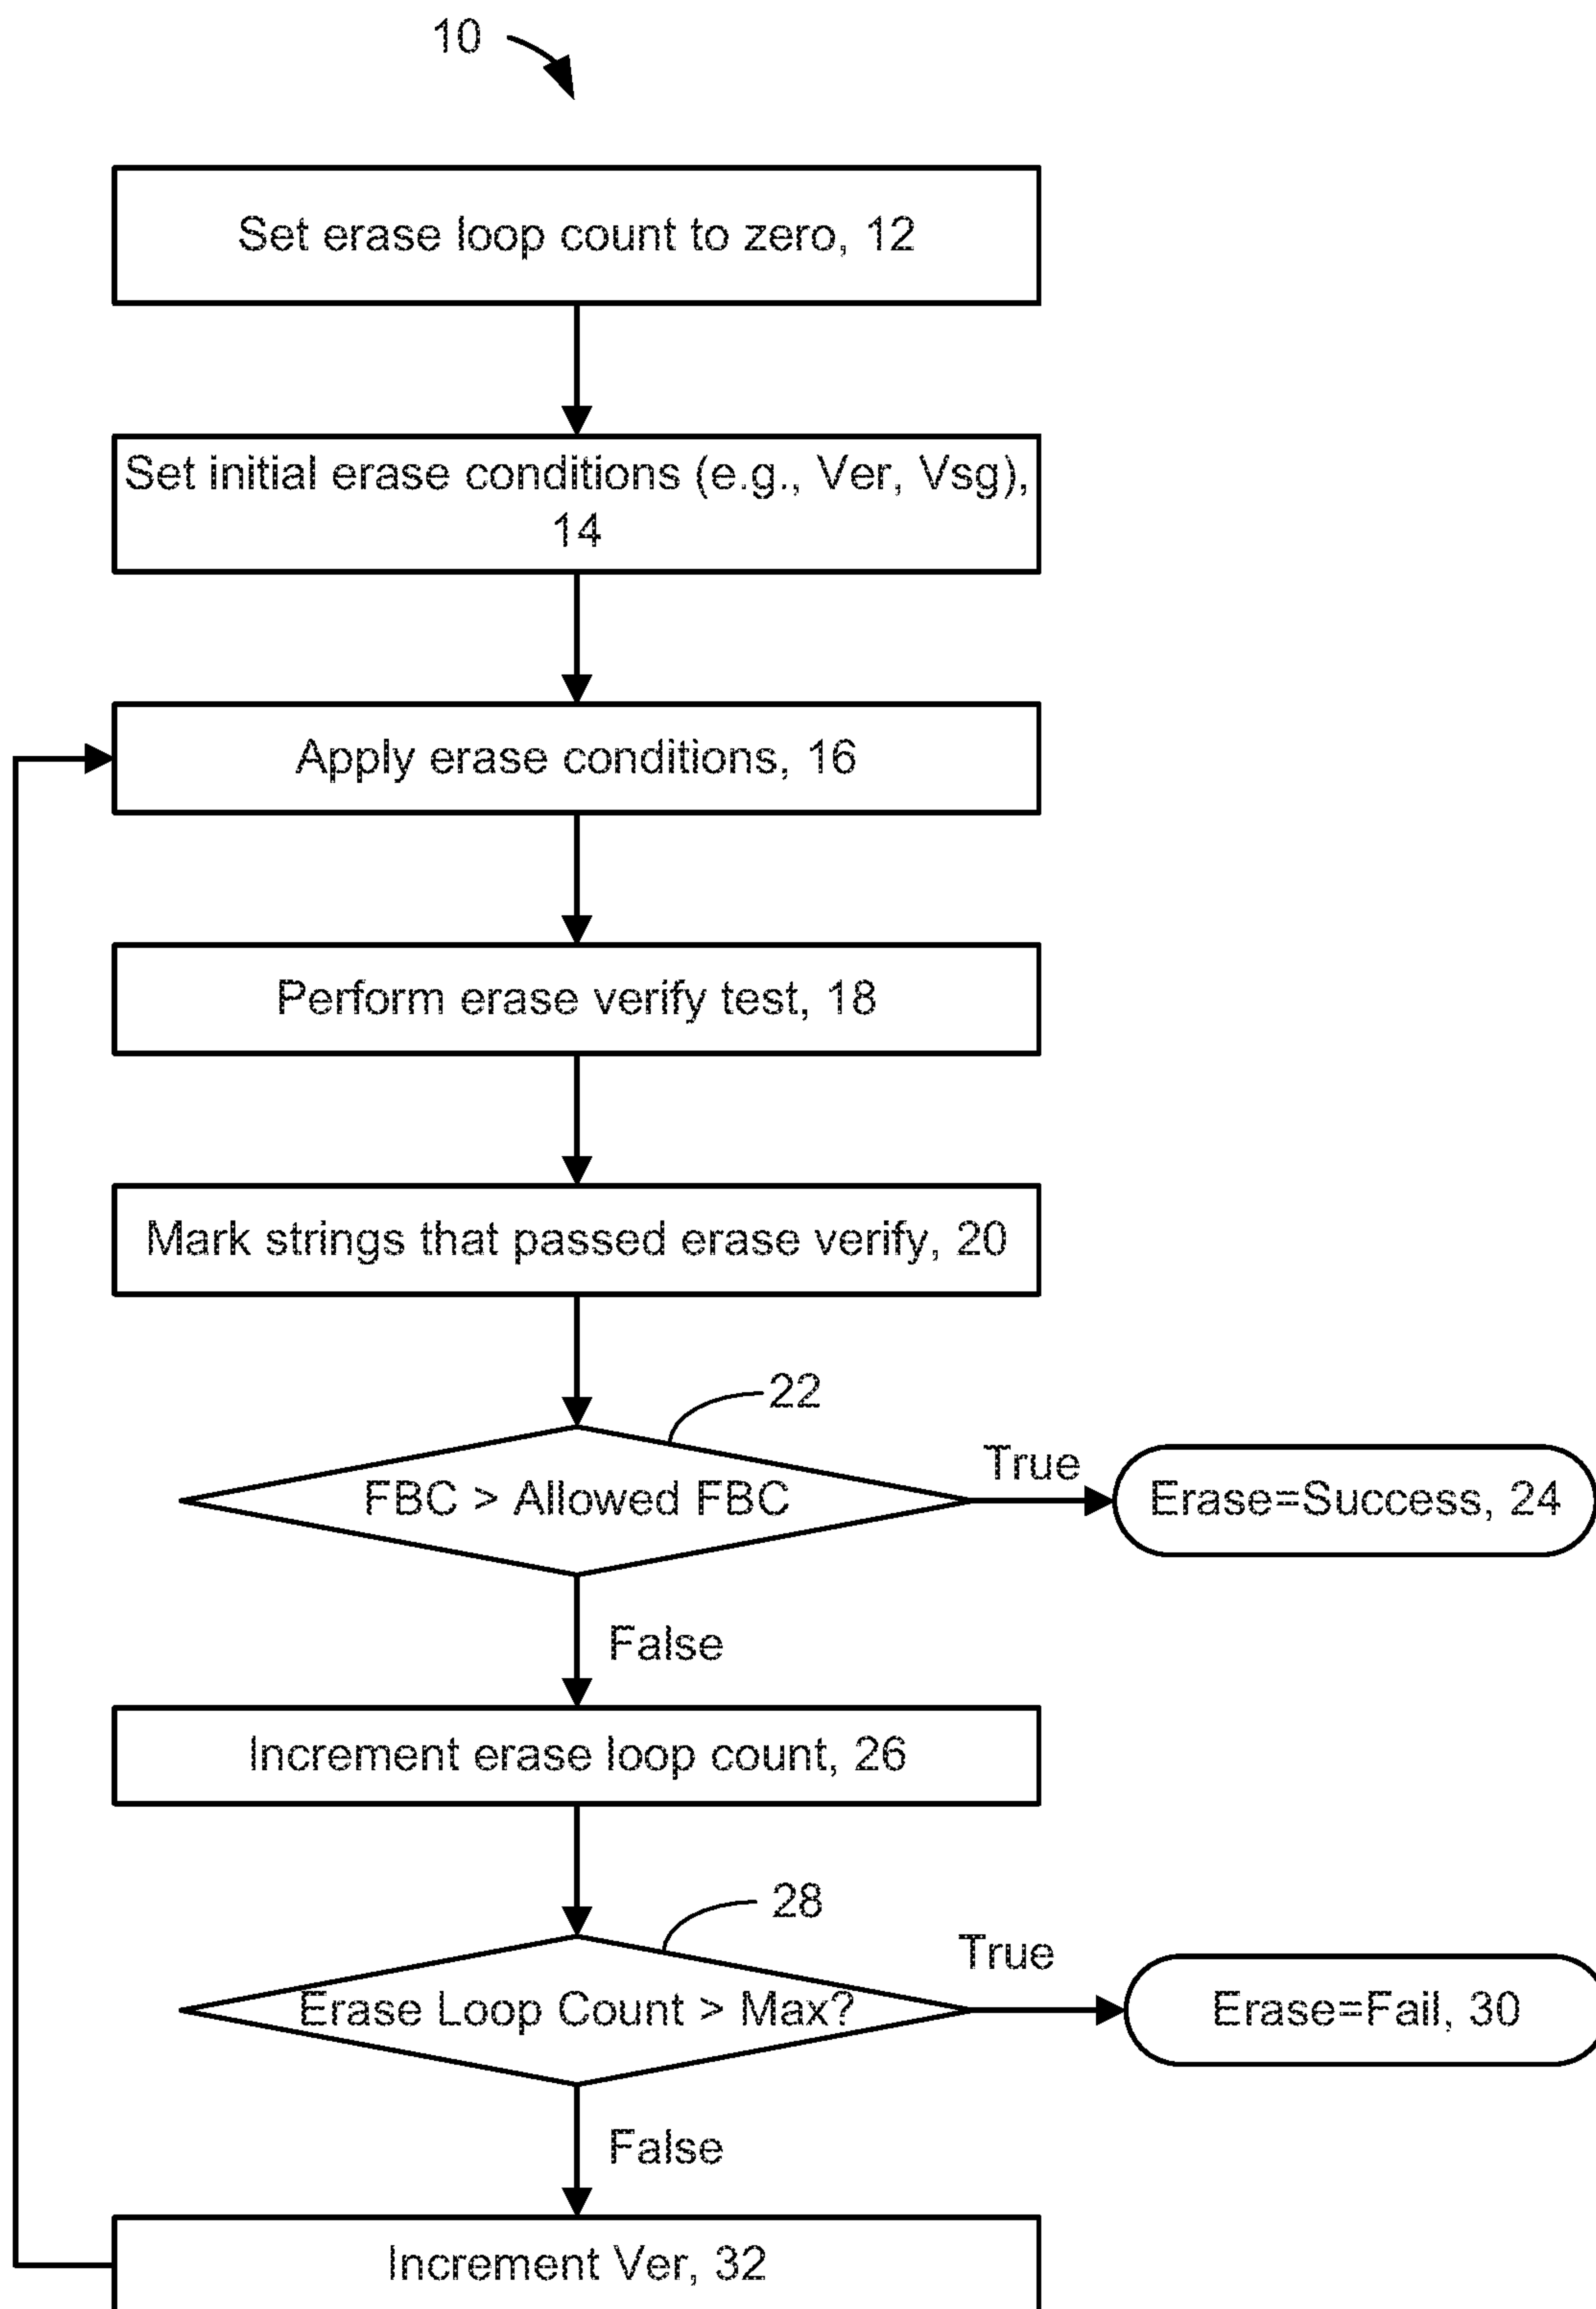 10
Set erase loop count to zero, 12
Set initial erase conditions (e.g., Ver, Vsg),
14
Apply erase conditions, 16
Perform erase verify test, 18
Mark strings that passed erase verify, 20
22
FBC > Allowed FBC
True
Erase=Success, 24
False
Increment erase loop count, 26
28
Erase Loop Count > Max?
True
Erase=Fail, 30
False
Increment Ver, 32